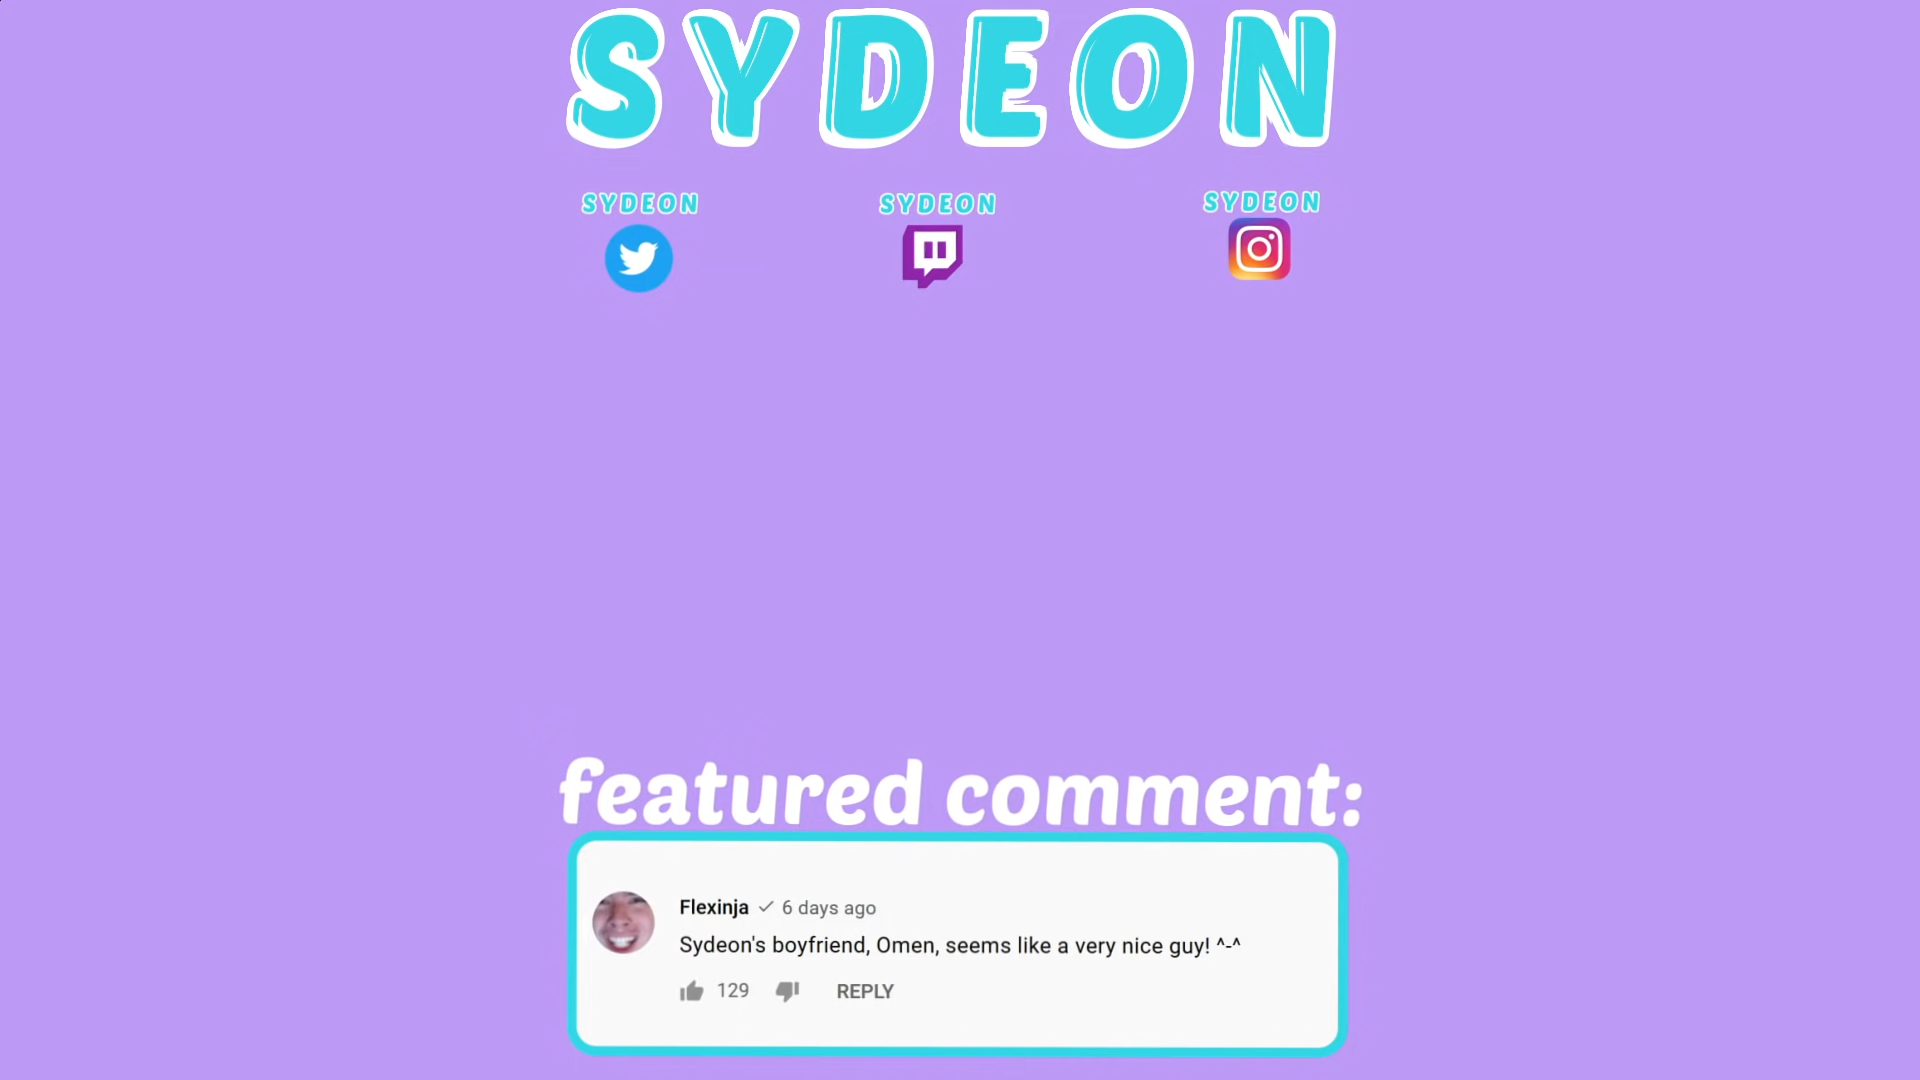 SYDEON
SYDEON SYDEON SYDEON
featured comment:
Flexinja ✓ 6 days ago
Sydeon's boyfriend, Omen, seems like a very nice guy! ^-^
129 REPLY